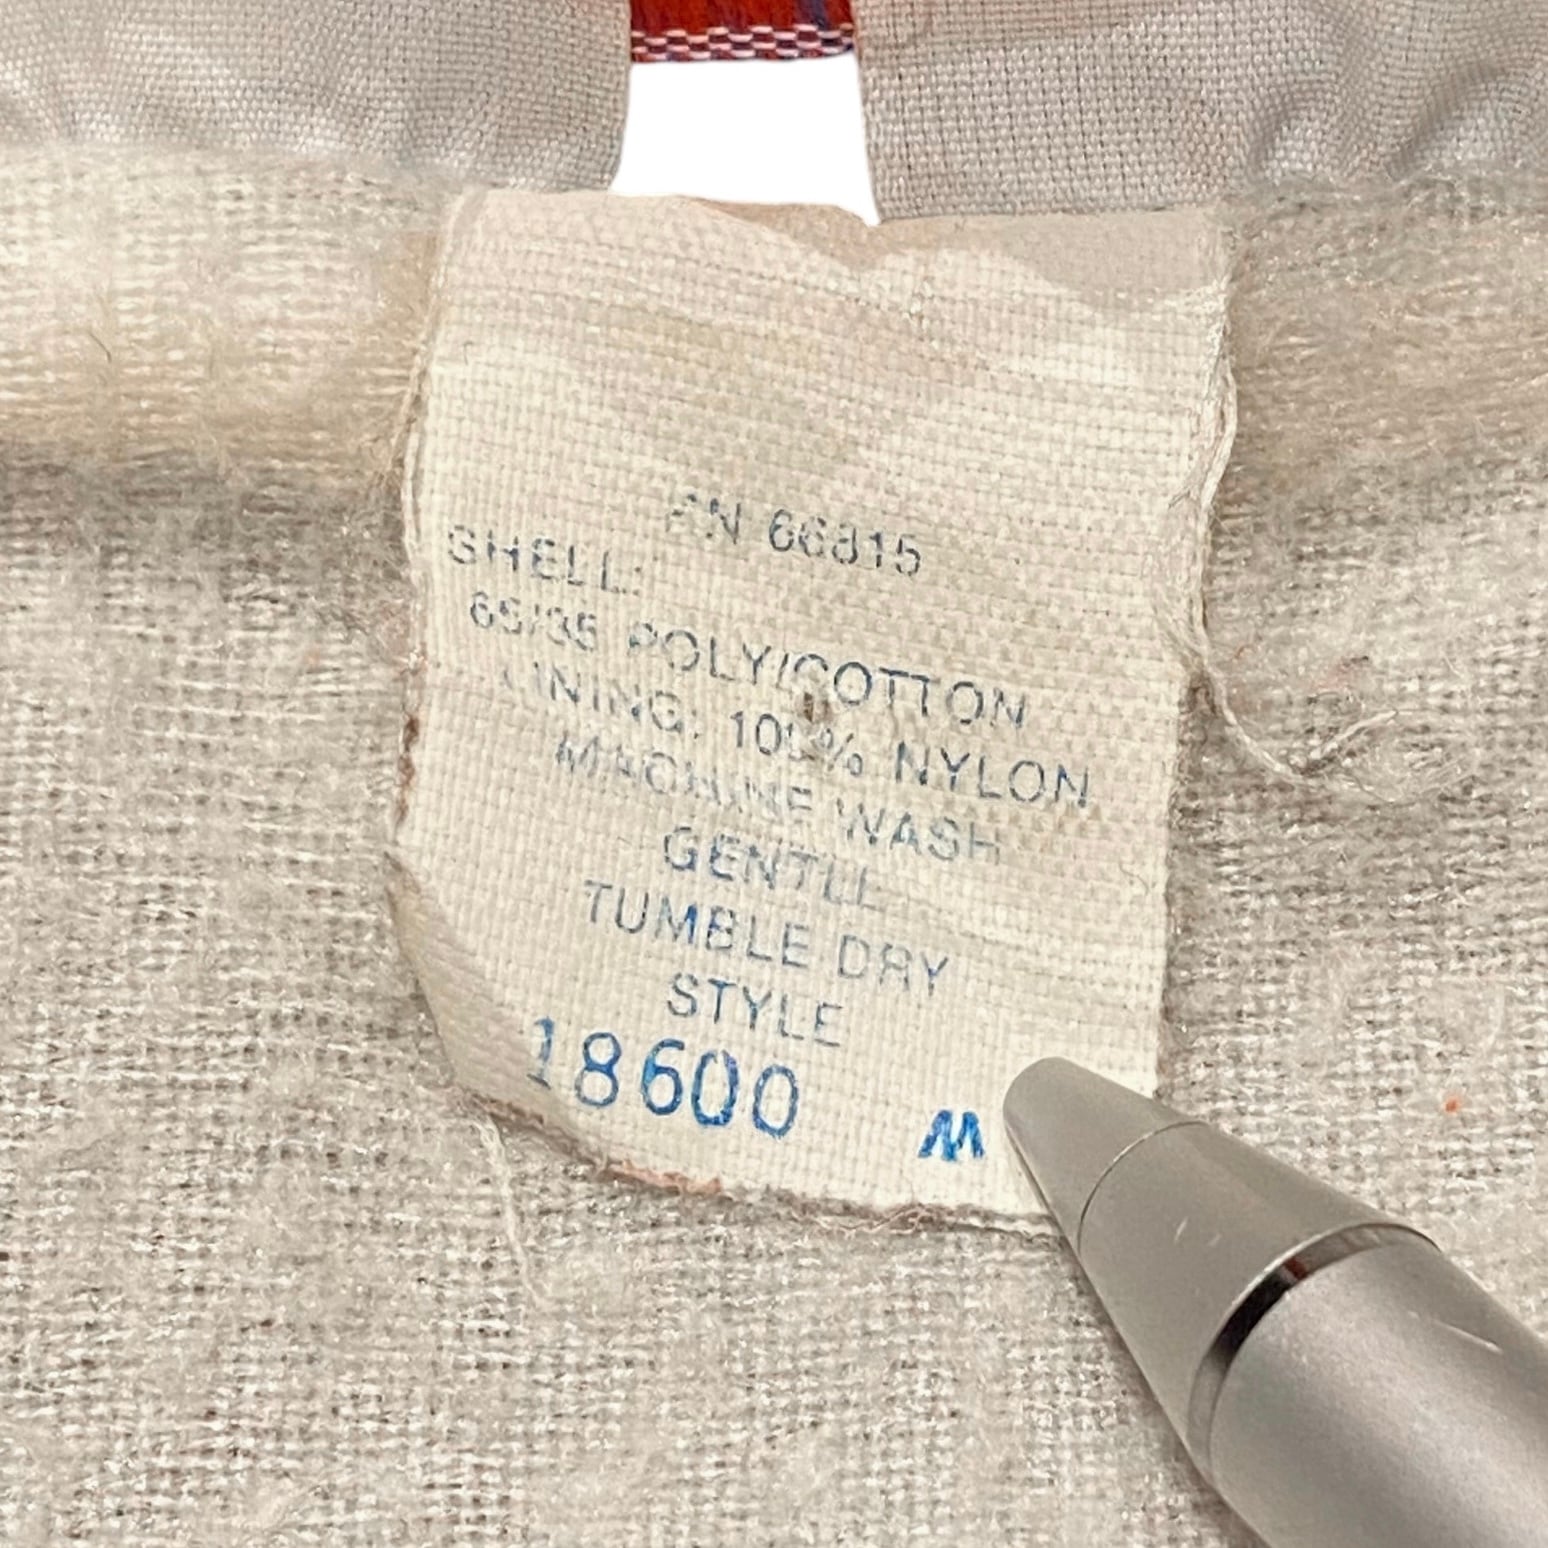 RN 66815
SHELL:
65/35 POLY/COTTON
LINING: 100% NYLON
MACHINE WASH
GENTLE
TUMBLE DRY
STYLE
18600 M